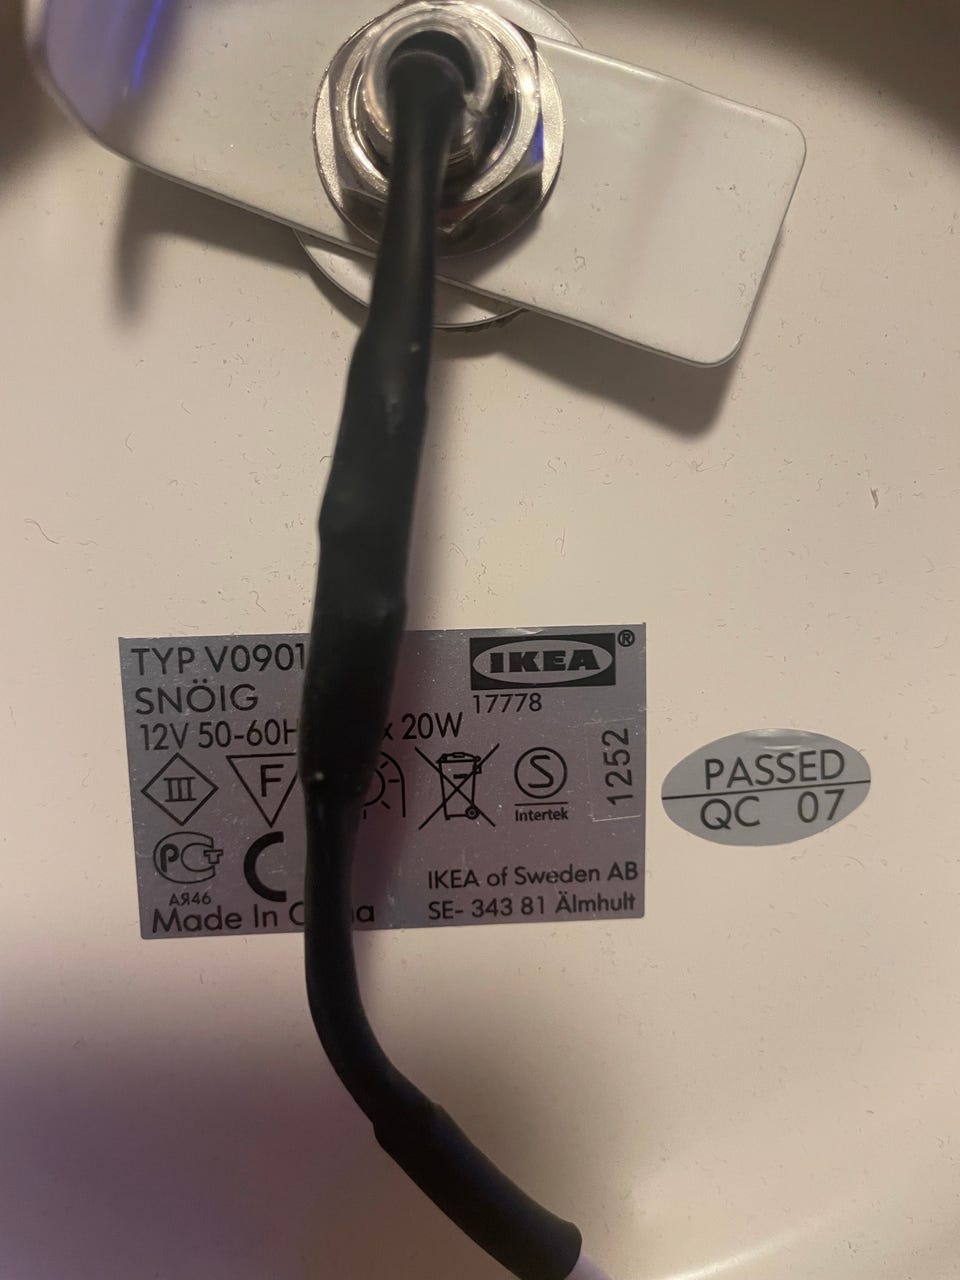 TYP V0901
IKEA ®
SNÖIG
17778
12V 50-60H x 20W
III
F
S
Intertek
1252
PASSED
QC 07
РСТ
АЯ46
C
IKEA of Sweden AB
Made In C a
SE- 343 81 Älmhult